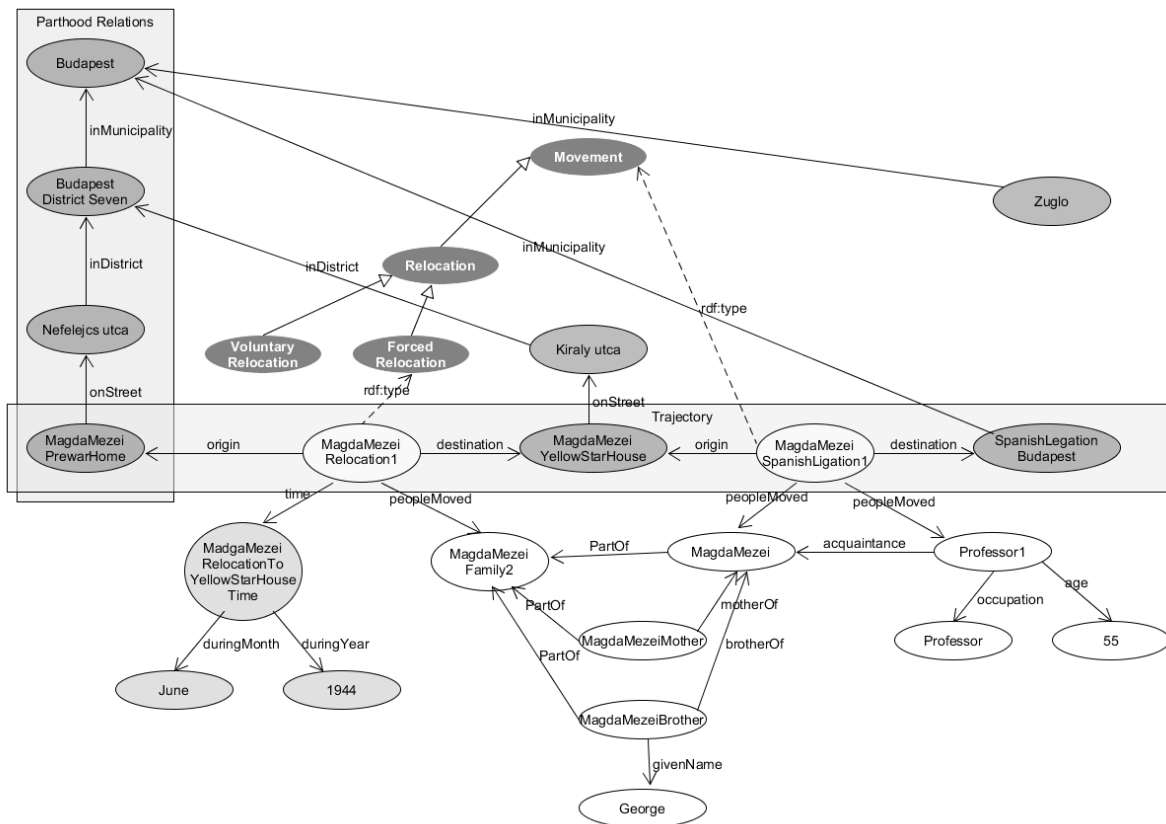 Parthood Relations
Budapest
inMunicipality
inMunicipality
Movement
Budapest
District Seven
Zuglo
inMunicipality
inDistrict
inDistrict
Relocation
rdf:type
Nefelejcs utca
Voluntary
Relocation
Forced
Relocation
Kiraly utca
rdf:type
onStreet
onStreet
Trajectory
MagdaMezei
PrewarHome
origin
MagdaMezei
Relocation1
destination
MagdaMezei
YellowStarHouse
origin
MagdaMezei
SpanishLigation1
destination
SpanishLegation
Budapest
time
peopleMoved
peopleMoved
peopleMoved
MadgaMezei
RelocationTo
YellowStarHouse
Time
MagdaMezei
Family2
PartOf
MagdaMezei
acquaintance
Professor1
PartOf
motherOf
occupation
age
duringMonth
duringYear
MagdaMezeiMother
brotherOf
Professor
55
PartOf
June
1944
MagdaMezeiBrother
givenName
George